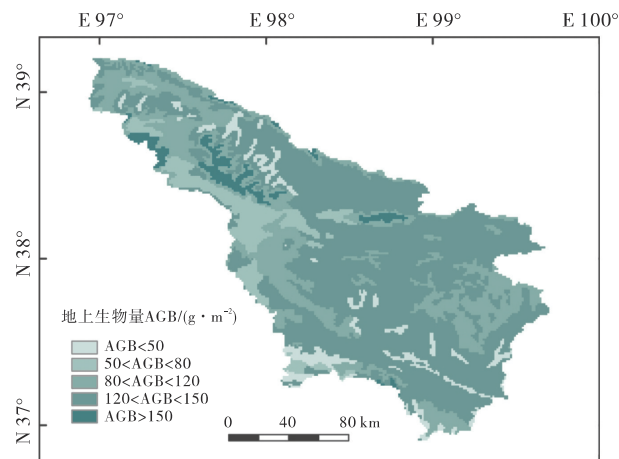 E 97° E 98° E 99° E 100°
N 39°
N 38°
N 37°
地上生物量AGB/(g·m⁻²)
AGB<50
50<AGB<80
80<AGB<120
120<AGB<150
AGB>150
0 40 80 km